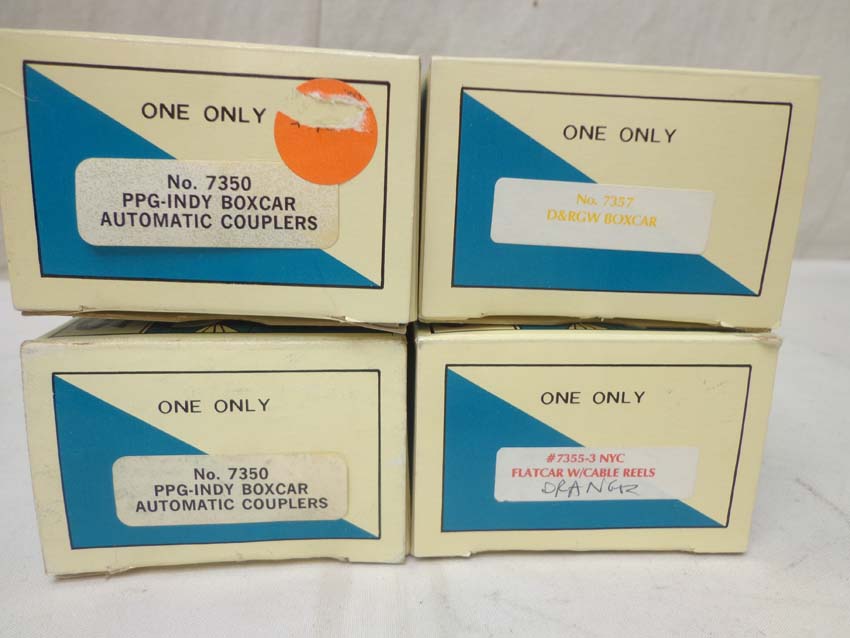 ONE ONLY
No. 7350
PPG-INDY BOXCAR
AUTOMATIC COUPLERS
ONE ONLY
No. 7357
D&RGW BOXCAR
ONE ONLY
No. 7350
PPG-INDY BOXCAR
AUTOMATIC COUPLERS
ONE ONLY
#7355-3 NYC
FLATCAR W/CABLE REELS